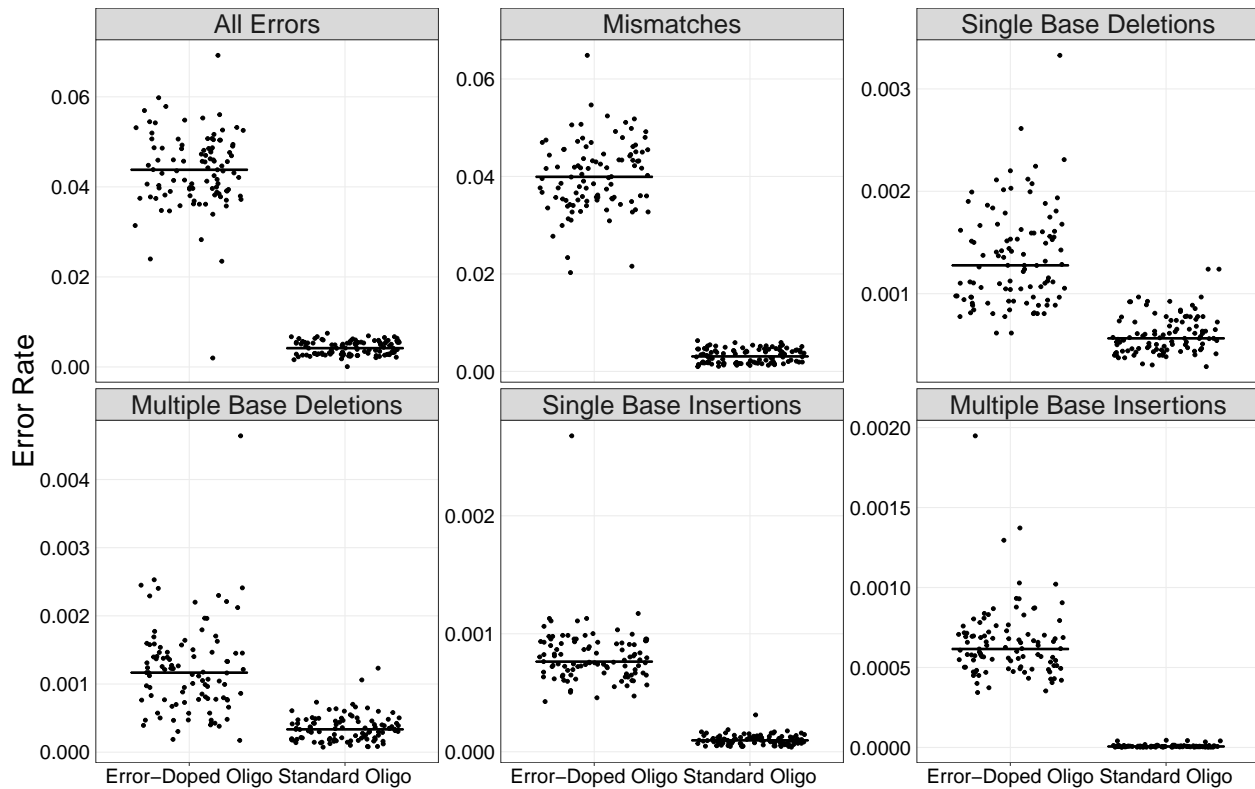 All Errors
Mismatches
Single Base Deletions
0.06
0.04
0.02
0.00
0.06
0.04
0.02
0.00
0.003
0.002
0.001
Error Rate
Multiple Base Deletions
Single Base Insertions
Multiple Base Insertions
0.004
0.003
0.002
0.001
0.000
0.002
0.001
0.000
0.0020
0.0015
0.0010
0.0005
0.0000
Error−Doped Oligo Standard Oligo
Error−Doped Oligo Standard Oligo
Error−Doped Oligo Standard Oligo